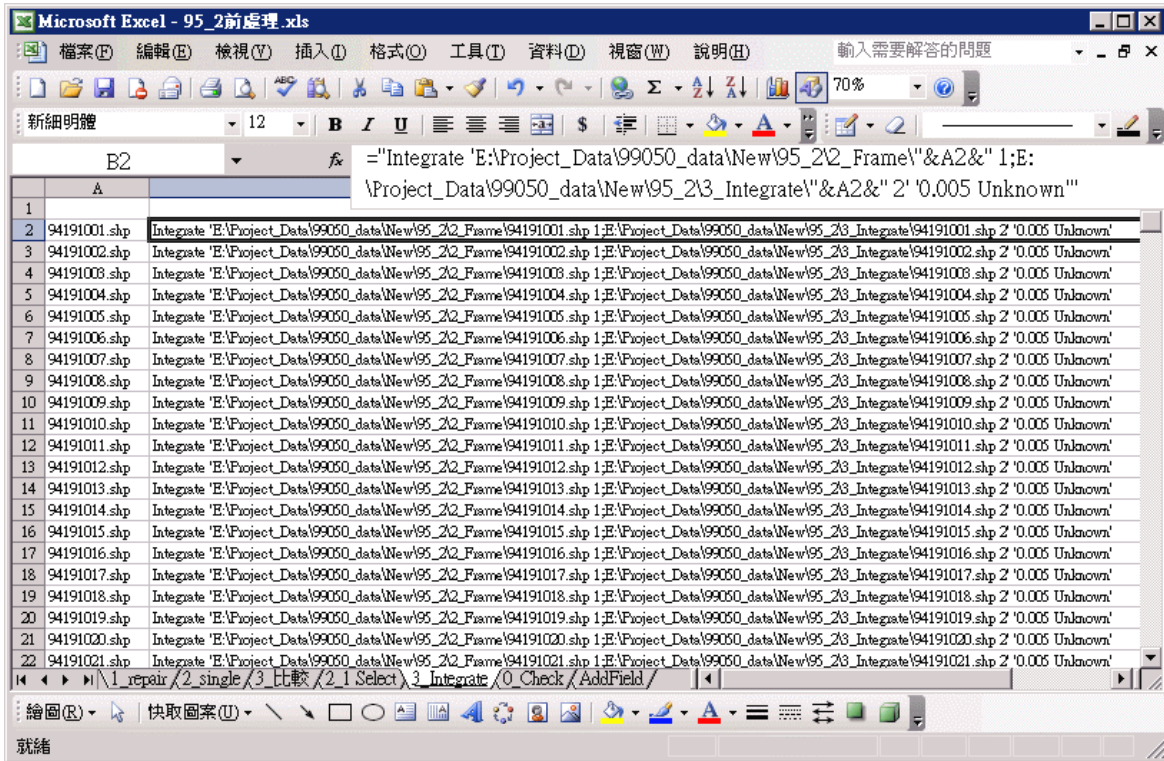 Microsoft Excel - 95_2前處理.xls
檔案(F) 編輯(E) 檢視(V) 插入(I) 格式(O) 工具(T) 資料(D) 視窗(W) 說明(H) 輸入需要解答的問題
70%
新細明體 12 B I U $ A
B2 fx ="Integrate 'E:\Project_Data\99050_data\New\95_2\2_Frame\"&A2&" 1;E:
\Project_Data\99050_data\New\95_2\3_Integrate\"&A2&" 2' '0.005 Unknown'"
A
1
2 94191001.shp Integrate 'E:\Project_Data\99050_data\New\95_2\2_Frame\94191001.shp 1;E:\Project_Data\99050_data\New\95_2\3_Integrate\94191001.shp 2' '0.005 Unknown'
3 94191002.shp Integrate 'E:\Project_Data\99050_data\New\95_2\2_Frame\94191002.shp 1;E:\Project_Data\99050_data\New\95_2\3_Integrate\94191002.shp 2' '0.005 Unknown'
4 94191003.shp Integrate 'E:\Project_Data\99050_data\New\95_2\2_Frame\94191003.shp 1;E:\Project_Data\99050_data\New\95_2\3_Integrate\94191003.shp 2' '0.005 Unknown'
5 94191004.shp Integrate 'E:\Project_Data\99050_data\New\95_2\2_Frame\94191004.shp 1;E:\Project_Data\99050_data\New\95_2\3_Integrate\94191004.shp 2' '0.005 Unknown'
6 94191005.shp Integrate 'E:\Project_Data\99050_data\New\95_2\2_Frame\94191005.shp 1;E:\Project_Data\99050_data\New\95_2\3_Integrate\94191005.shp 2' '0.005 Unknown'
7 94191006.shp Integrate 'E:\Project_Data\99050_data\New\95_2\2_Frame\94191006.shp 1;E:\Project_Data\99050_data\New\95_2\3_Integrate\94191006.shp 2' '0.005 Unknown'
8 94191007.shp Integrate 'E:\Project_Data\99050_data\New\95_2\2_Frame\94191007.shp 1;E:\Project_Data\99050_data\New\95_2\3_Integrate\94191007.shp 2' '0.005 Unknown'
9 94191008.shp Integrate 'E:\Project_Data\99050_data\New\95_2\2_Frame\94191008.shp 1;E:\Project_Data\99050_data\New\95_2\3_Integrate\94191008.shp 2' '0.005 Unknown'
10 94191009.shp Integrate 'E:\Project_Data\99050_data\New\95_2\2_Frame\94191009.shp 1;E:\Project_Data\99050_data\New\95_2\3_Integrate\94191009.shp 2' '0.005 Unknown'
11 94191010.shp Integrate 'E:\Project_Data\99050_data\New\95_2\2_Frame\94191010.shp 1;E:\Project_Data\99050_data\New\95_2\3_Integrate\94191010.shp 2' '0.005 Unknown'
12 94191011.shp Integrate 'E:\Project_Data\99050_data\New\95_2\2_Frame\94191011.shp 1;E:\Project_Data\99050_data\New\95_2\3_Integrate\94191011.shp 2' '0.005 Unknown'
13 94191012.shp Integrate 'E:\Project_Data\99050_data\New\95_2\2_Frame\94191012.shp 1;E:\Project_Data\99050_data\New\95_2\3_Integrate\94191012.shp 2' '0.005 Unknown'
14 94191013.shp Integrate 'E:\Project_Data\99050_data\New\95_2\2_Frame\94191013.shp 1;E:\Project_Data\99050_data\New\95_2\3_Integrate\94191013.shp 2' '0.005 Unknown'
15 94191014.shp Integrate 'E:\Project_Data\99050_data\New\95_2\2_Frame\94191014.shp 1;E:\Project_Data\99050_data\New\95_2\3_Integrate\94191014.shp 2' '0.005 Unknown'
16 94191015.shp Integrate 'E:\Project_Data\99050_data\New\95_2\2_Frame\94191015.shp 1;E:\Project_Data\99050_data\New\95_2\3_Integrate\94191015.shp 2' '0.005 Unknown'
17 94191016.shp Integrate 'E:\Project_Data\99050_data\New\95_2\2_Frame\94191016.shp 1;E:\Project_Data\99050_data\New\95_2\3_Integrate\94191016.shp 2' '0.005 Unknown'
18 94191017.shp Integrate 'E:\Project_Data\99050_data\New\95_2\2_Frame\94191017.shp 1;E:\Project_Data\99050_data\New\95_2\3_Integrate\94191017.shp 2' '0.005 Unknown'
19 94191018.shp Integrate 'E:\Project_Data\99050_data\New\95_2\2_Frame\94191018.shp 1;E:\Project_Data\99050_data\New\95_2\3_Integrate\94191018.shp 2' '0.005 Unknown'
20 94191019.shp Integrate 'E:\Project_Data\99050_data\New\95_2\2_Frame\94191019.shp 1;E:\Project_Data\99050_data\New\95_2\3_Integrate\94191019.shp 2' '0.005 Unknown'
21 94191020.shp Integrate 'E:\Project_Data\99050_data\New\95_2\2_Frame\94191020.shp 1;E:\Project_Data\99050_data\New\95_2\3_Integrate\94191020.shp 2' '0.005 Unknown'
22 94191021.shp Integrate 'E:\Project_Data\99050_data\New\95_2\2_Frame\94191021.shp 1;E:\Project_Data\99050_data\New\95_2\3_Integrate\94191021.shp 2' '0.005 Unknown'
1_repair / 2_single / 3_比較 / 2_1 Select \ 3_Integrate / 0_Check / AddField /
繪圖(R) 快取圖案(U) A
就緒